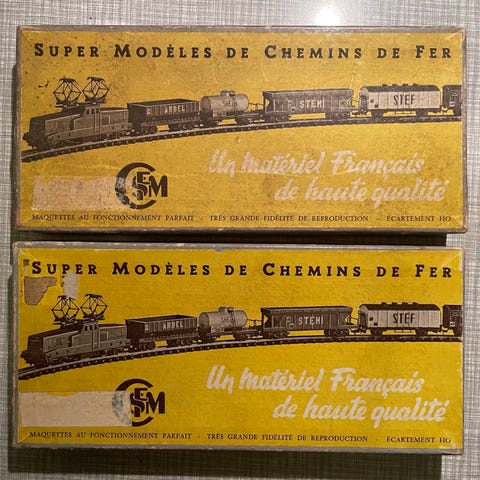 SUPER MODÈLES DE CHEMINS DE FER
ARBEL
STEMI
STEF
CSEM
Un Matériel Français
de haute qualité
MAQUETTES AU FONCTIONNEMENT PARFAIT - TRÈS GRANDE FIDÉLITÉ DE REPRODUCTION - ÉCARTEMENT HO
SUPER MODÈLES DE CHEMINS DE FER
ARBEL
STEMI
STEF
CSEM
Un Matériel Français
de haute qualité
MAQUETTES AU FONCTIONNEMENT PARFAIT - TRÈS GRANDE FIDÉLITÉ DE REPRODUCTION - ÉCARTEMENT HO